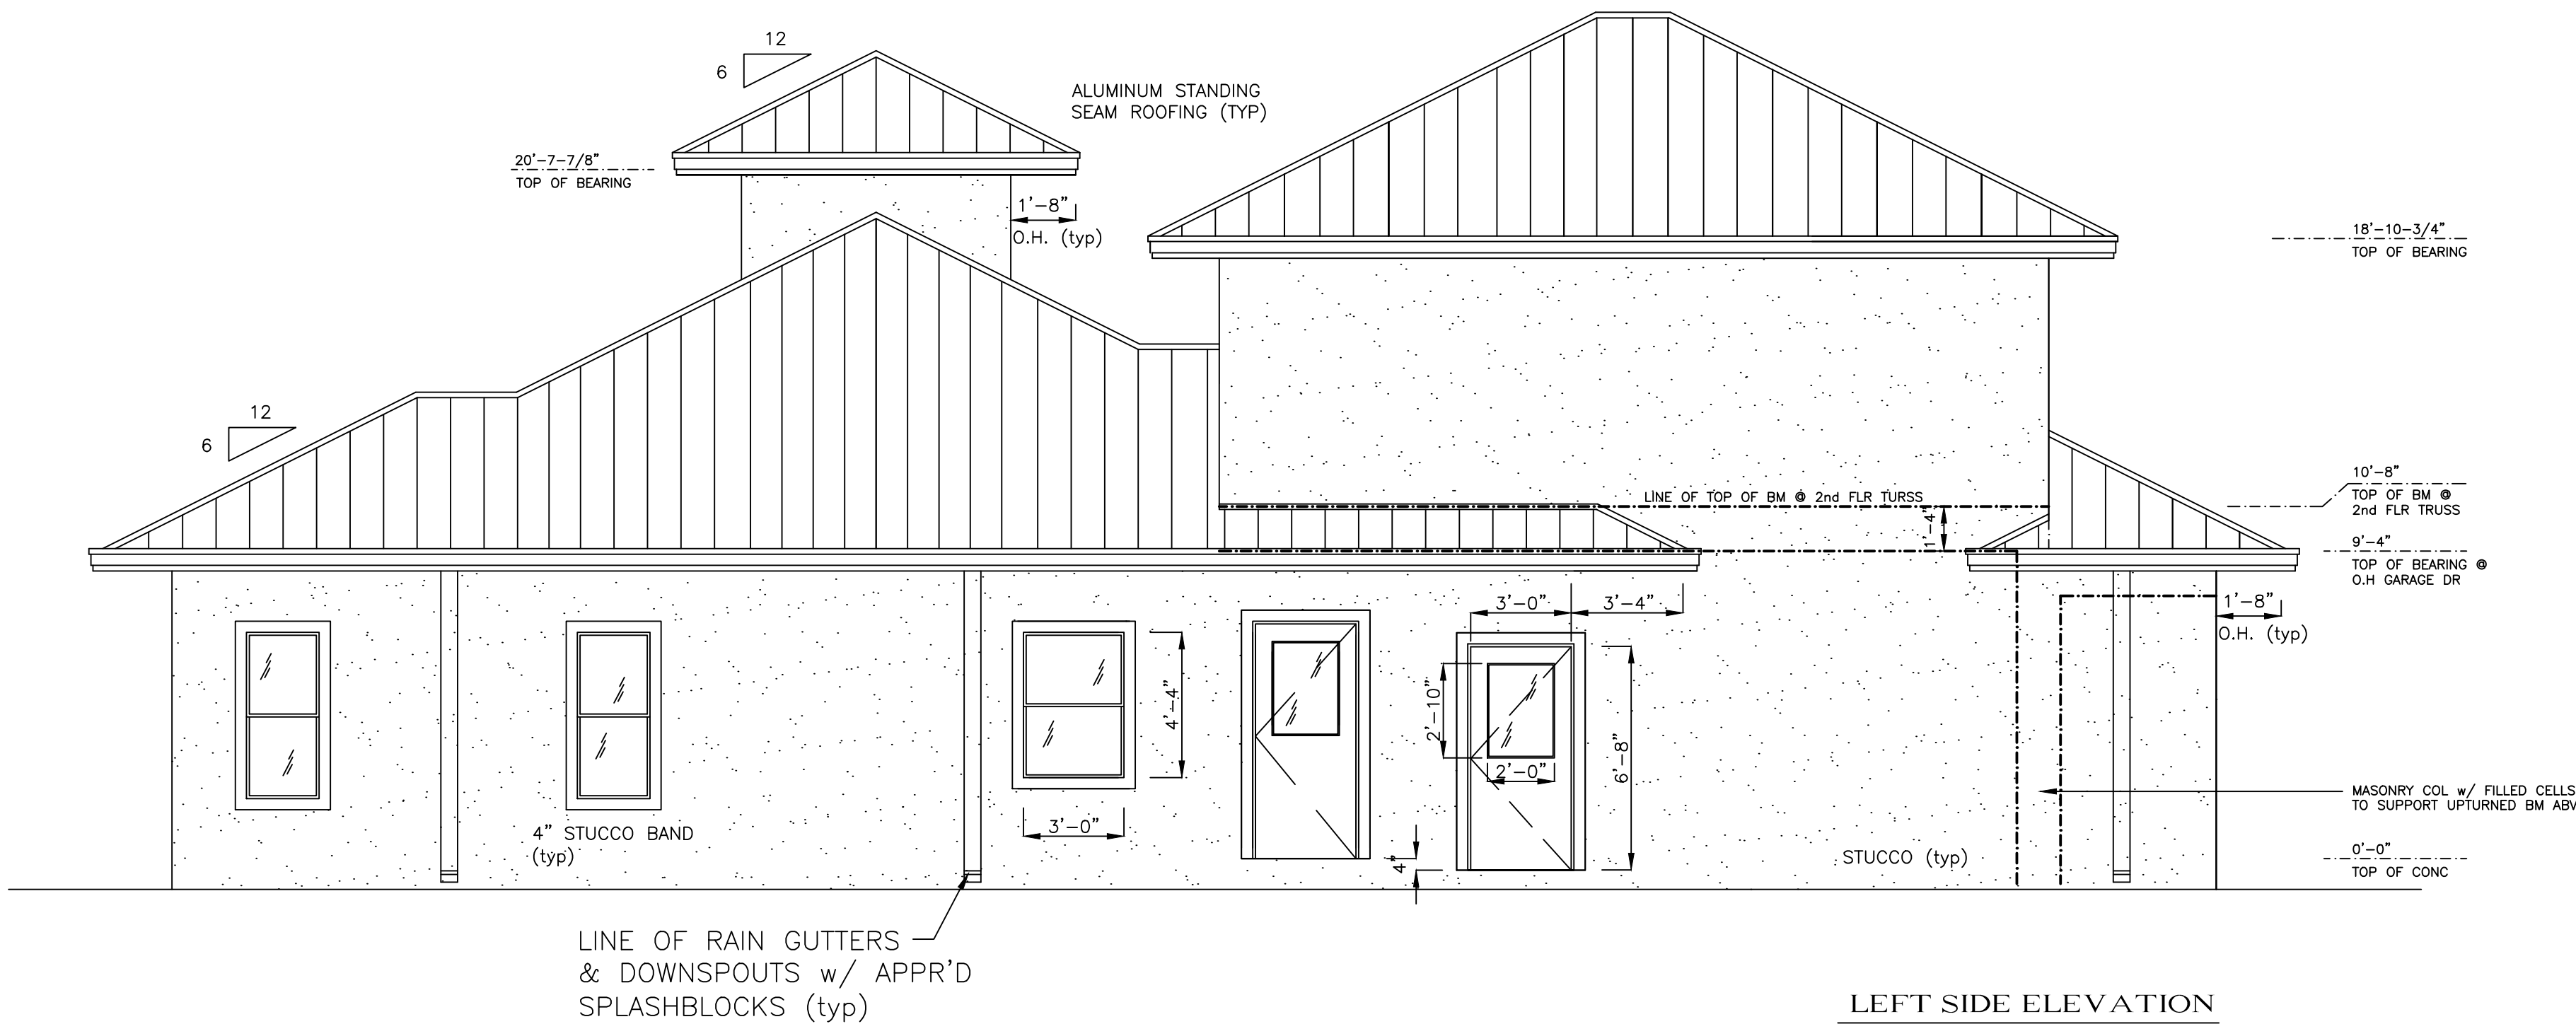 12
6
ALUMINUM STANDING
SEAM ROOFING (TYP)
20'-7-7/8"
TOP OF BEARING
1'-8"
O.H. (typ)
18'-10-3/4"
TOP OF BEARING
12
6
10'-8"
TOP OF BM @
2nd FLR TRUSS
LINE OF TOP OF BM @ 2nd FLR TURSS
1'-4"
9'-4"
TOP OF BEARING @
O.H GARAGE DR
3'-0"
3'-4"
1'-8"
O.H. (typ)
4'-4"
2'-10"
6'-8"
2'-0"
3'-0"
4"
4" STUCCO BAND
(typ)
MASONRY COL w/ FILLED CELLS
TO SUPPORT UPTURNED BM ABV
STUCCO (typ)
0'-0"
TOP OF CONC
LINE OF RAIN GUTTERS
& DOWNSPOUTS w/ APPR'D
SPLASHBLOCKS (typ)
LEFT SIDE ELEVATION